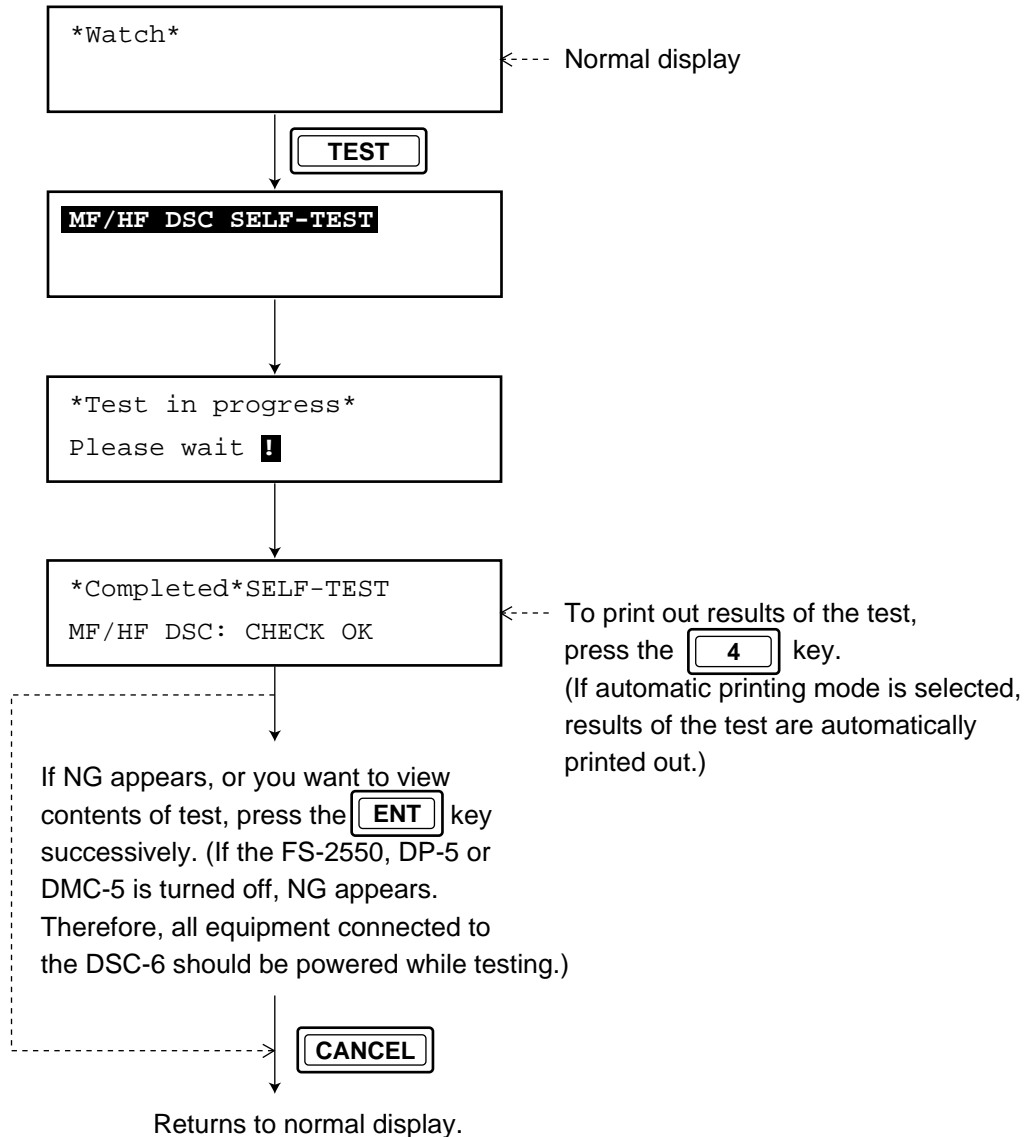 *Watch*
Normal display
TEST
MF/HF DSC SELF-TEST
*Test in progress*
Please wait !
*Completed*SELF-TEST
MF/HF DSC: CHECK OK
To print out results of the test,
press the 4 key.
(If automatic printing mode is selected,
results of the test are automatically
printed out.)
If NG appears, or you want to view
contents of test, press the ENT key
successively. (If the FS-2550, DP-5 or
DMC-5 is turned off, NG appears.
Therefore, all equipment connected to
the DSC-6 should be powered while testing.)
CANCEL
Returns to normal display.